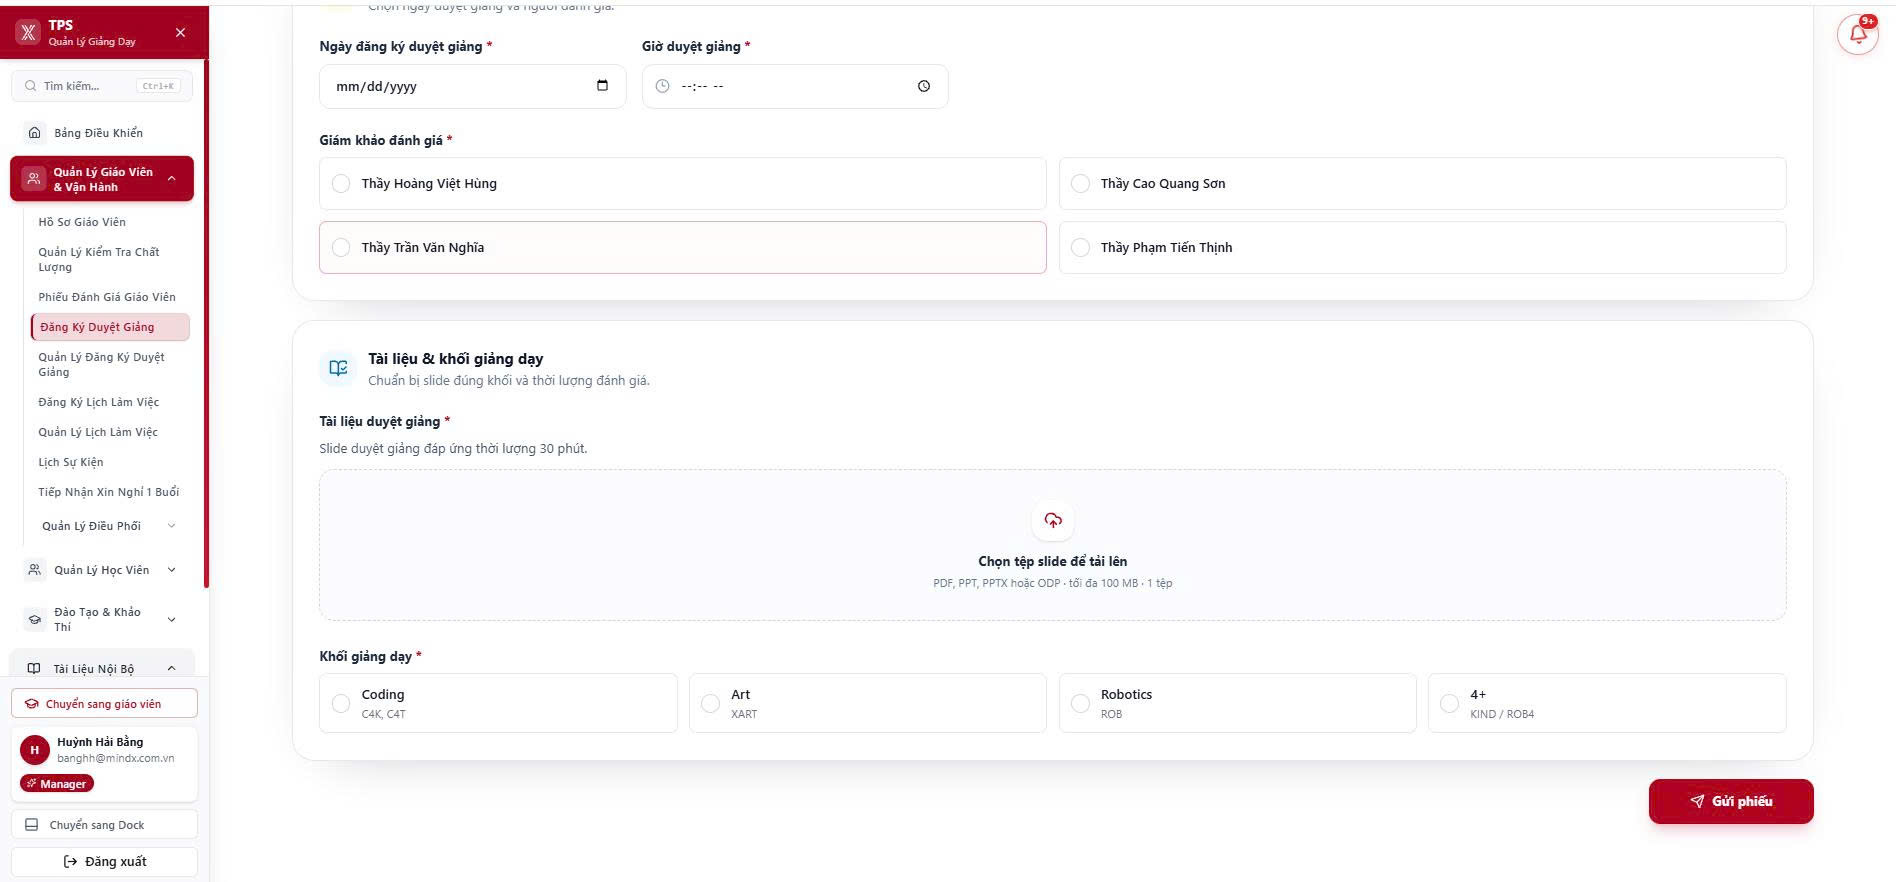 TPS
Quản Lý Giảng Dạy
Tìm kiếm...
Ctrl+K
Bảng Điều Khiển
Quản Lý Giáo Viên
& Vận Hành
Hồ Sơ Giáo Viên
Quản Lý Kiểm Tra Chất
Lượng
Phiếu Đánh Giá Giáo Viên
Đăng Ký Duyệt Giảng
Quản Lý Đăng Ký Duyệt
Giảng
Đăng Ký Lịch Làm Việc
Quản Lý Lịch Làm Việc
Lịch Sự Kiện
Tiếp Nhận Xin Nghỉ 1 Buổi
Quản Lý Điều Phối
Quản Lý Học Viên
Đào Tạo & Khảo
Thí
Tài Liệu Nội Bộ
Chuyển sang giáo viên
H
Huỳnh Hải Bằng
banghh@mindx.com.vn
Manager
Chuyển sang Dock
Đăng xuất
Chọn ngày duyệt giảng và người đánh giá.
9+
Ngày đăng ký duyệt giảng *
Giờ duyệt giảng *
mm/dd/yyyy
--:-- --
Giám khảo đánh giá *
Thầy Hoàng Việt Hùng
Thầy Cao Quang Sơn
Thầy Trần Văn Nghĩa
Thầy Phạm Tiến Thịnh
Tài liệu & khối giảng dạy
Chuẩn bị slide đúng khối và thời lượng đánh giá.
Tài liệu duyệt giảng *
Slide duyệt giảng đáp ứng thời lượng 30 phút.
Chọn tệp slide để tải lên
PDF, PPT, PPTX hoặc ODP · tối đa 100 MB · 1 tệp
Khối giảng dạy *
Coding
C4K, C4T
Art
XART
Robotics
ROB
4+
KIND / ROB4
Gửi phiếu